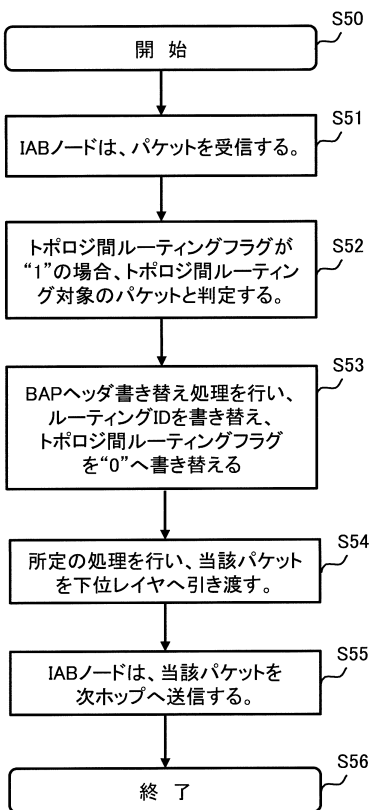 S50
開 始
S51
IABノードは、パケットを受信する。
S52
トポロジ間ルーティングフラグが
“1”の場合、トポロジ間ルーティン
グ対象のパケットと判定する。
S53
BAPヘッダ書き替え処理を行い、
ルーティングIDを書き替え、
トポロジ間ルーティングフラグ
を“0”へ書き替える
S54
所定の処理を行い、当該パケット
を下位レイヤへ引き渡す。
S55
IABノードは、当該パケットを
次ホップへ送信する。
S56
終 了